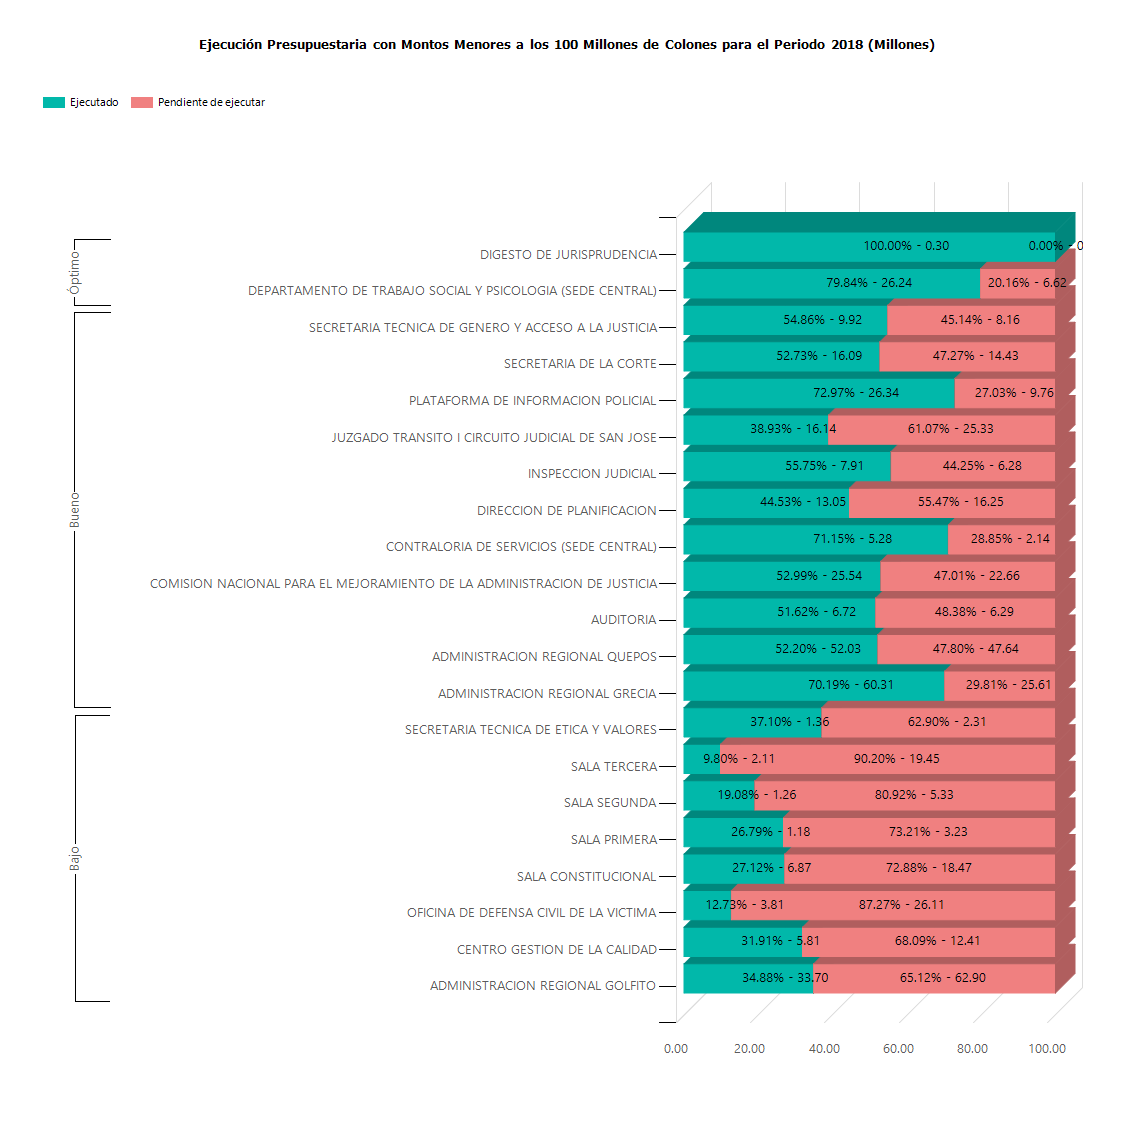 Ejecución Presupuestaria con Montos Menores a los 100 Millones de Colones para el Periodo 2018 (Millones)
Ejecutado Pendiente de ejecutar
Óptimo
DIGESTO DE JURISPRUDENCIA 100.00% - 0.30 0.00% - 0
DEPARTAMENTO DE TRABAJO SOCIAL Y PSICOLOGIA (SEDE CENTRAL) 79.84% - 26.24 20.16% - 6.62
Bueno
SECRETARIA TECNICA DE GENERO Y ACCESO A LA JUSTICIA 54.86% - 9.92 45.14% - 8.16
SECRETARIA DE LA CORTE 52.73% - 16.09 47.27% - 14.43
PLATAFORMA DE INFORMACION POLICIAL 72.97% - 26.34 27.03% - 9.76
JUZGADO TRANSITO I CIRCUITO JUDICIAL DE SAN JOSE 38.93% - 16.14 61.07% - 25.33
INSPECCION JUDICIAL 55.75% - 7.91 44.25% - 6.28
DIRECCION DE PLANIFICACION 44.53% - 13.05 55.47% - 16.25
CONTRALORIA DE SERVICIOS (SEDE CENTRAL) 71.15% - 5.28 28.85% - 2.14
COMISION NACIONAL PARA EL MEJORAMIENTO DE LA ADMINISTRACION DE JUSTICIA 52.99% - 25.54 47.01% - 22.66
AUDITORIA 51.62% - 6.72 48.38% - 6.29
ADMINISTRACION REGIONAL QUEPOS 52.20% - 52.03 47.80% - 47.64
ADMINISTRACION REGIONAL GRECIA 70.19% - 60.31 29.81% - 25.61
Bajo
SECRETARIA TECNICA DE ETICA Y VALORES 37.10% - 1.36 62.90% - 2.31
SALA TERCERA 9.80% - 2.11 90.20% - 19.45
SALA SEGUNDA 19.08% - 1.26 80.92% - 5.33
SALA PRIMERA 26.79% - 1.18 73.21% - 3.23
SALA CONSTITUCIONAL 27.12% - 6.87 72.88% - 18.47
OFICINA DE DEFENSA CIVIL DE LA VICTIMA 12.73% - 3.81 87.27% - 26.11
CENTRO GESTION DE LA CALIDAD 31.91% - 5.81 68.09% - 12.41
ADMINISTRACION REGIONAL GOLFITO 34.88% - 33.70 65.12% - 62.90
0.00 20.00 40.00 60.00 80.00 100.00